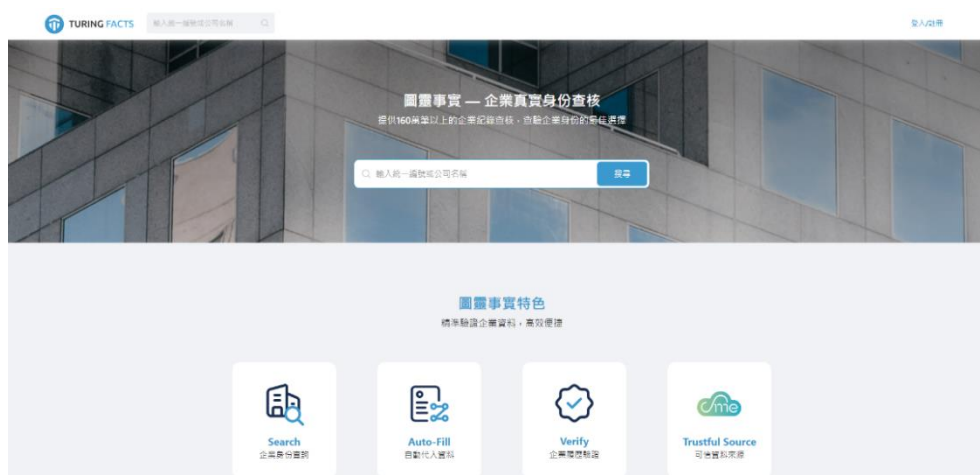 TURING FACTS
輸入統一編號或公司名稱
登入/註冊
圖靈事實 — 企業真實身份查核
提供160萬筆以上的企業紀錄查核，查驗企業身份的最佳選擇
輸入統一編號或公司名稱
搜尋
圖靈事實特色
精準驗證企業資料，高效便捷
Search
企業身份查詢
Auto-Fill
自動代入資料
Verify
企業履歷驗證
Cme
Trustful Source
可信資料來源